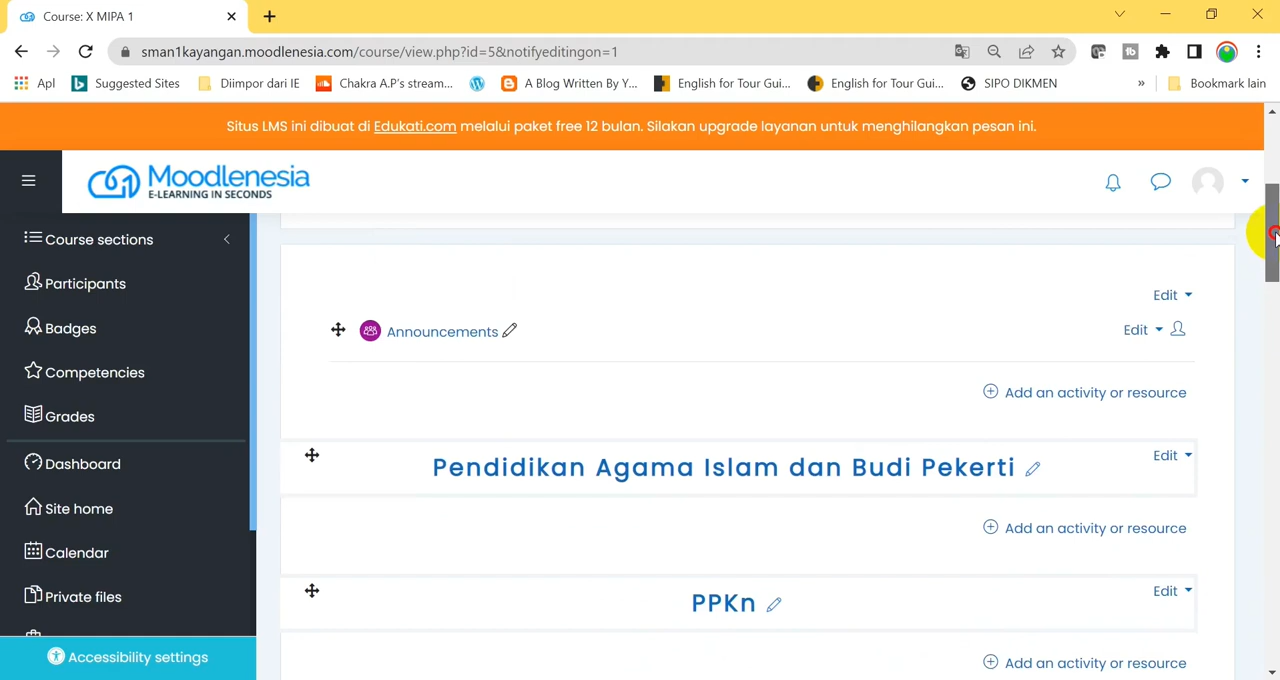 Course: X MIPA 1
sman1kayangan.moodlenesia.com/course/view.php?id=5&notifyeditingon=1
Apl
Suggested Sites
Diimpor dari IE
Chakra A.P's stream...
A Blog Written By Y...
English for Tour Gui...
English for Tour Gui...
SIPO DIKMEN
»
Bookmark lain
Situs LMS ini dibuat di Edukati.com melalui paket free 12 bulan. Silakan upgrade layanan untuk menghilangkan pesan ini.
Moodlenesia
E-LEARNING IN SECONDS
Course sections
Participants
Badges
Competencies
Grades
Dashboard
Site home
Calendar
Private files
Accessibility settings
Edit
Announcements
Edit
Add an activity or resource
Pendidikan Agama Islam dan Budi Pekerti
Edit
Add an activity or resource
PPKn
Edit
Add an activity or resource